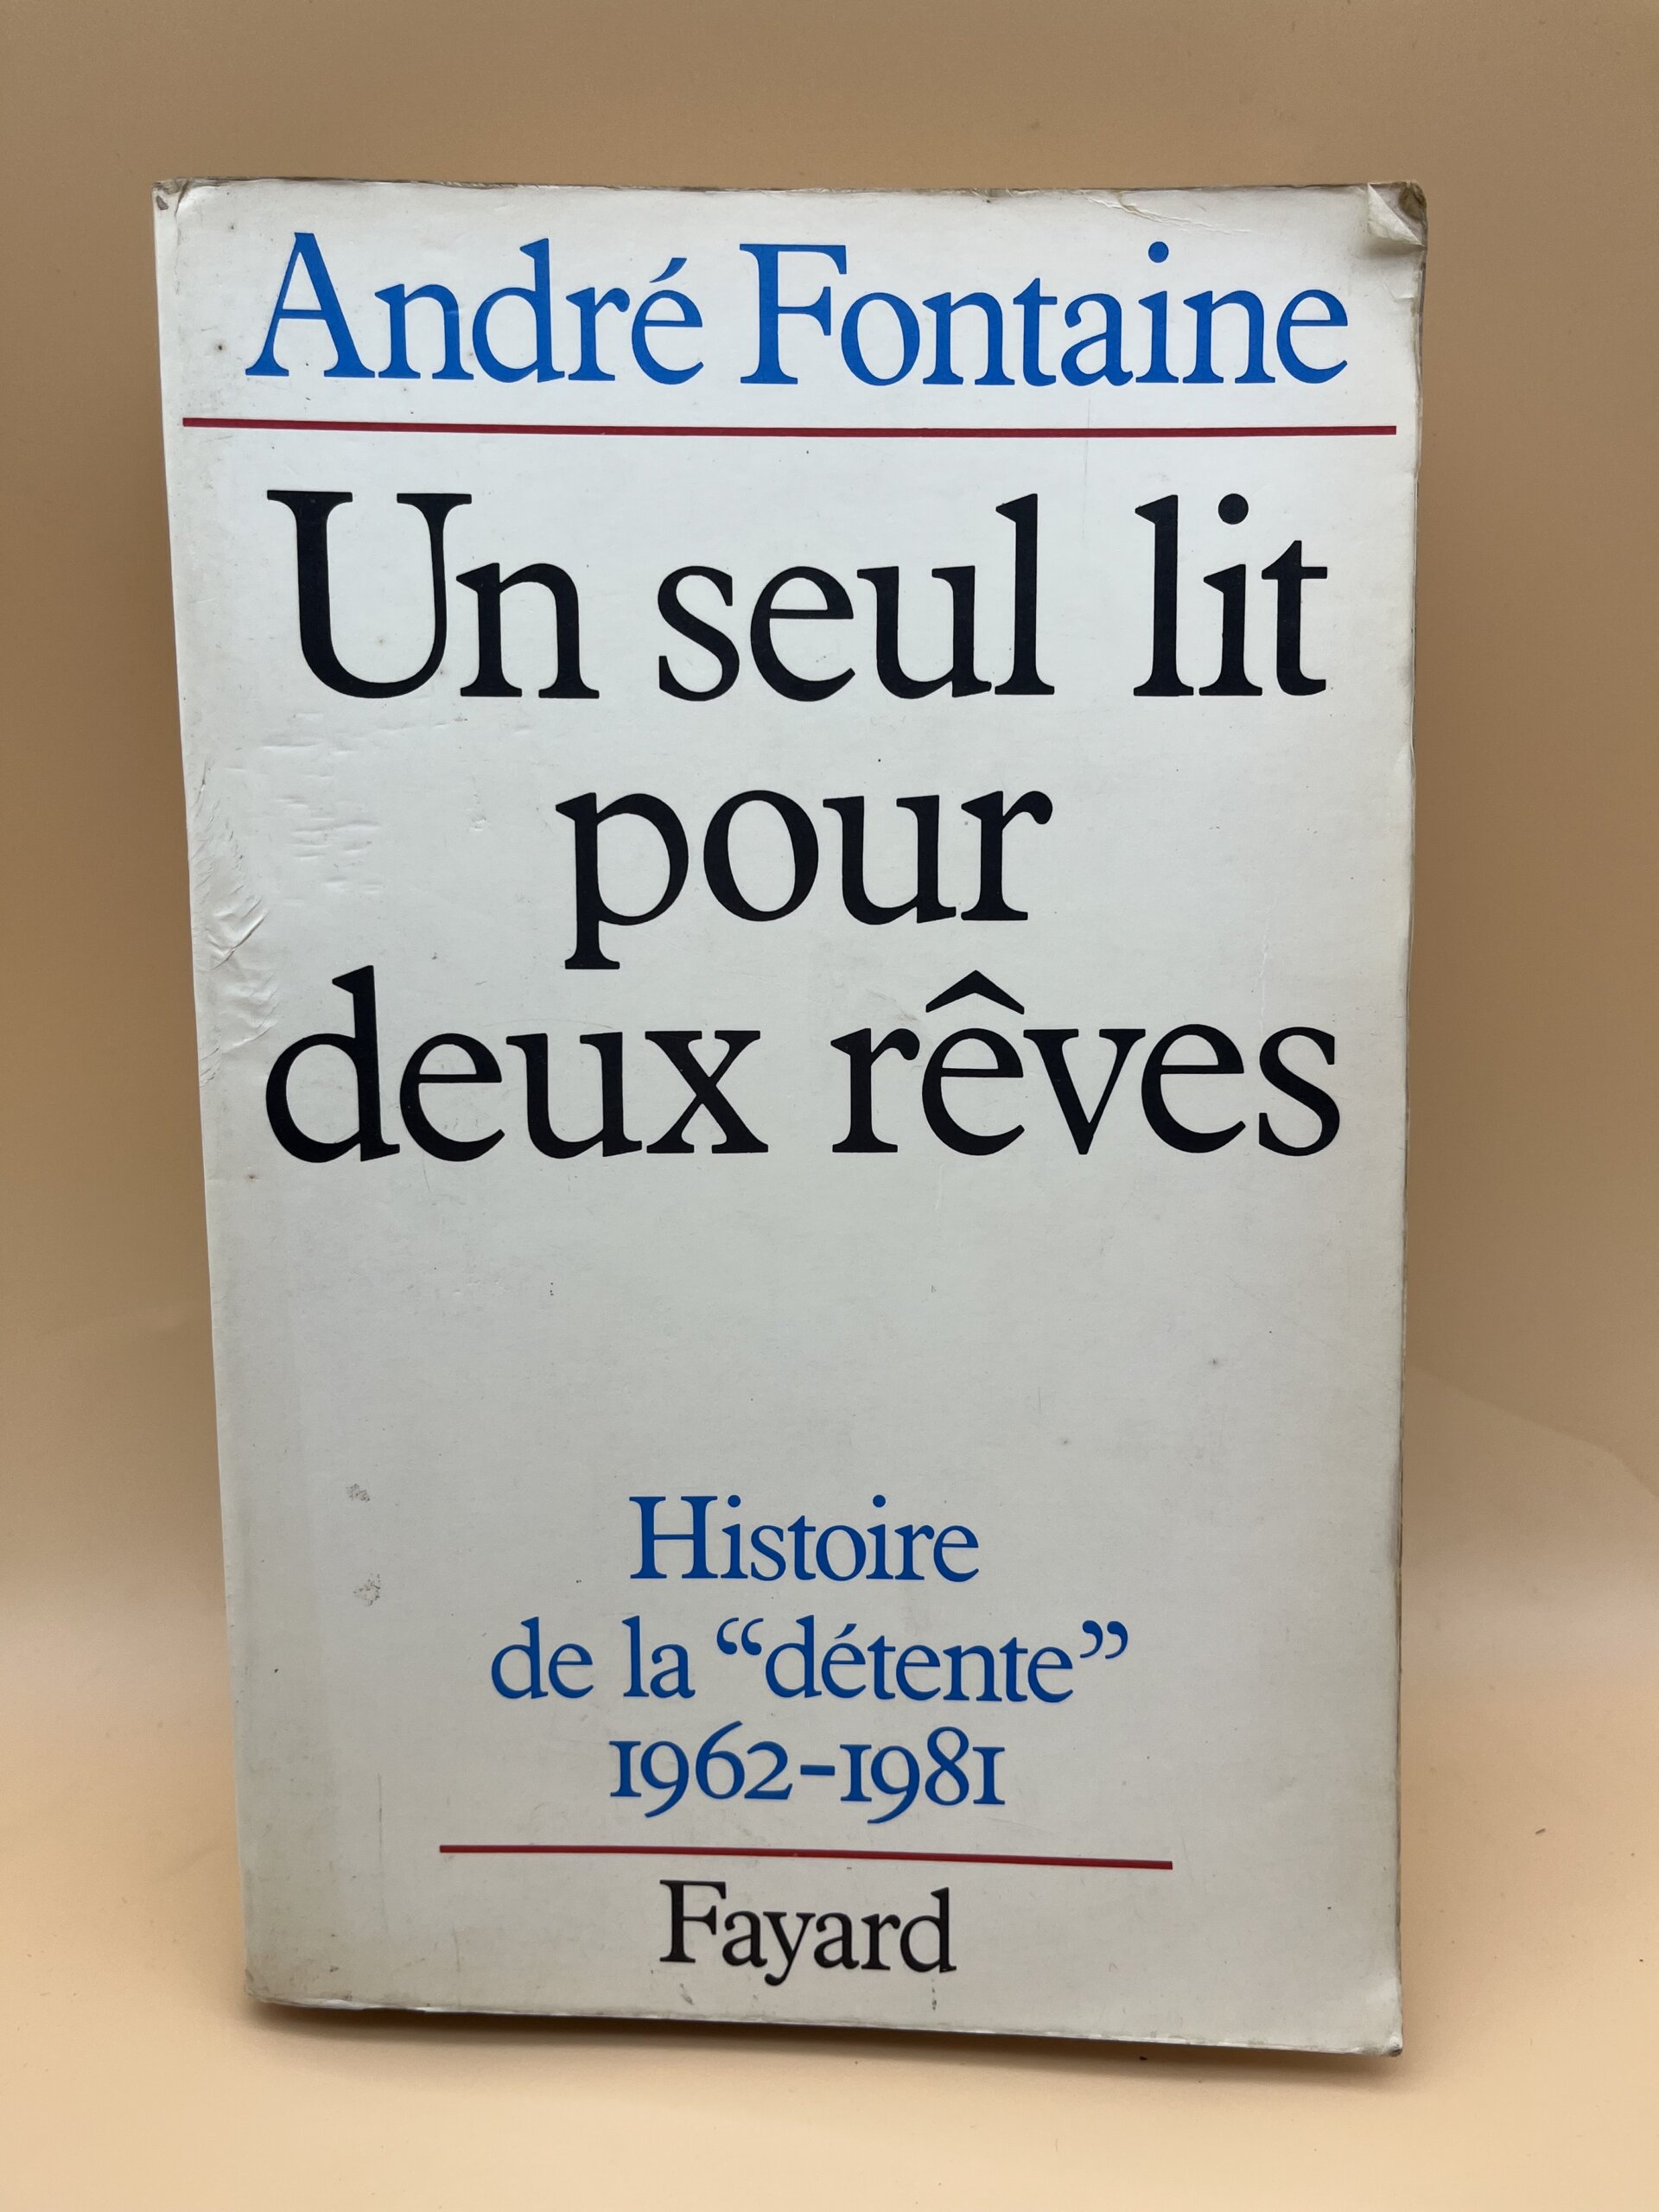 André Fontaine
Un seul lit
pour
deux rêves
Histoire
de la “détente”
1962-1981
Fayard